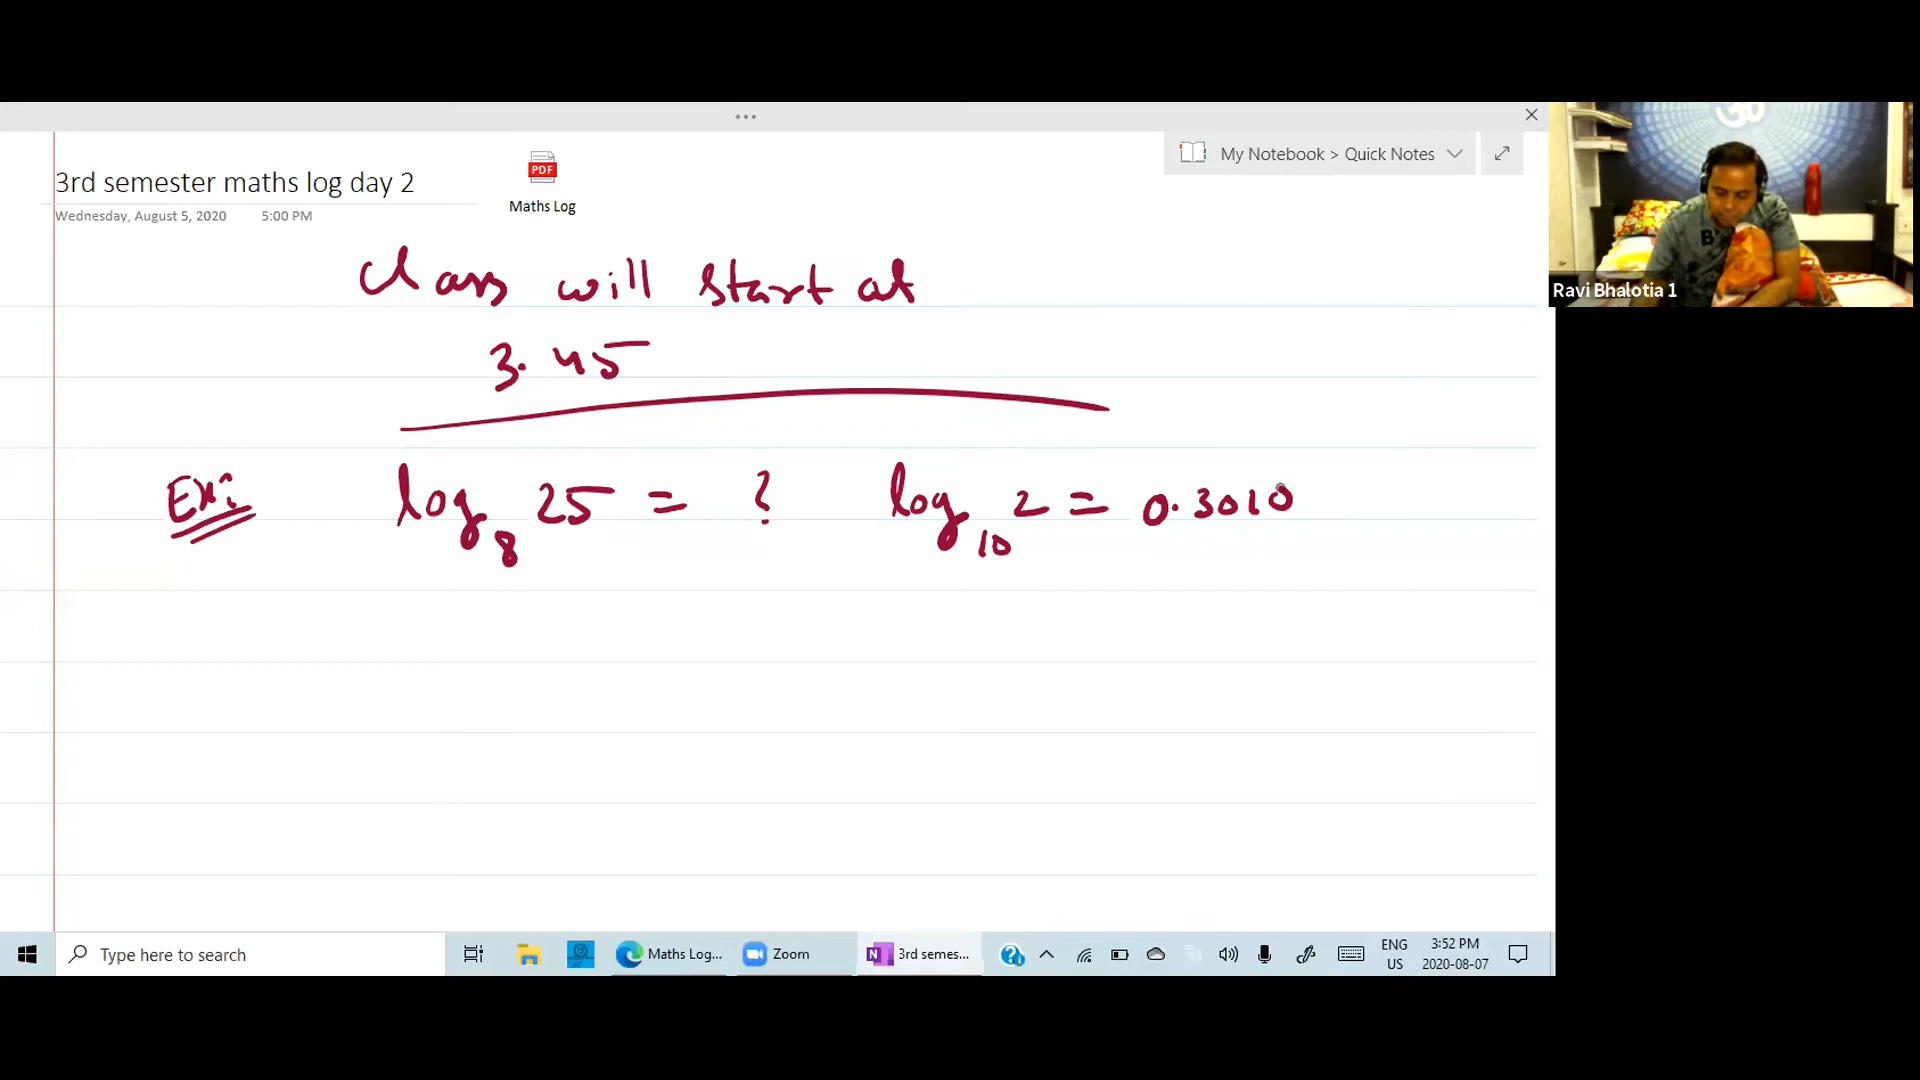 My Notebook > Quick Notes
3rd semester maths log day 2
PDF
Maths Log
Wednesday, August 5, 2020 5:00 PM
Class will start at
3.45
Ex: log₈ 25 = ? log₁₀ 2 = 0.3010
Ravi Bhalotia 1
Type here to search
Maths Log...
Zoom
N
3rd semes...
ENG
US
3:52 PM
2020-08-07